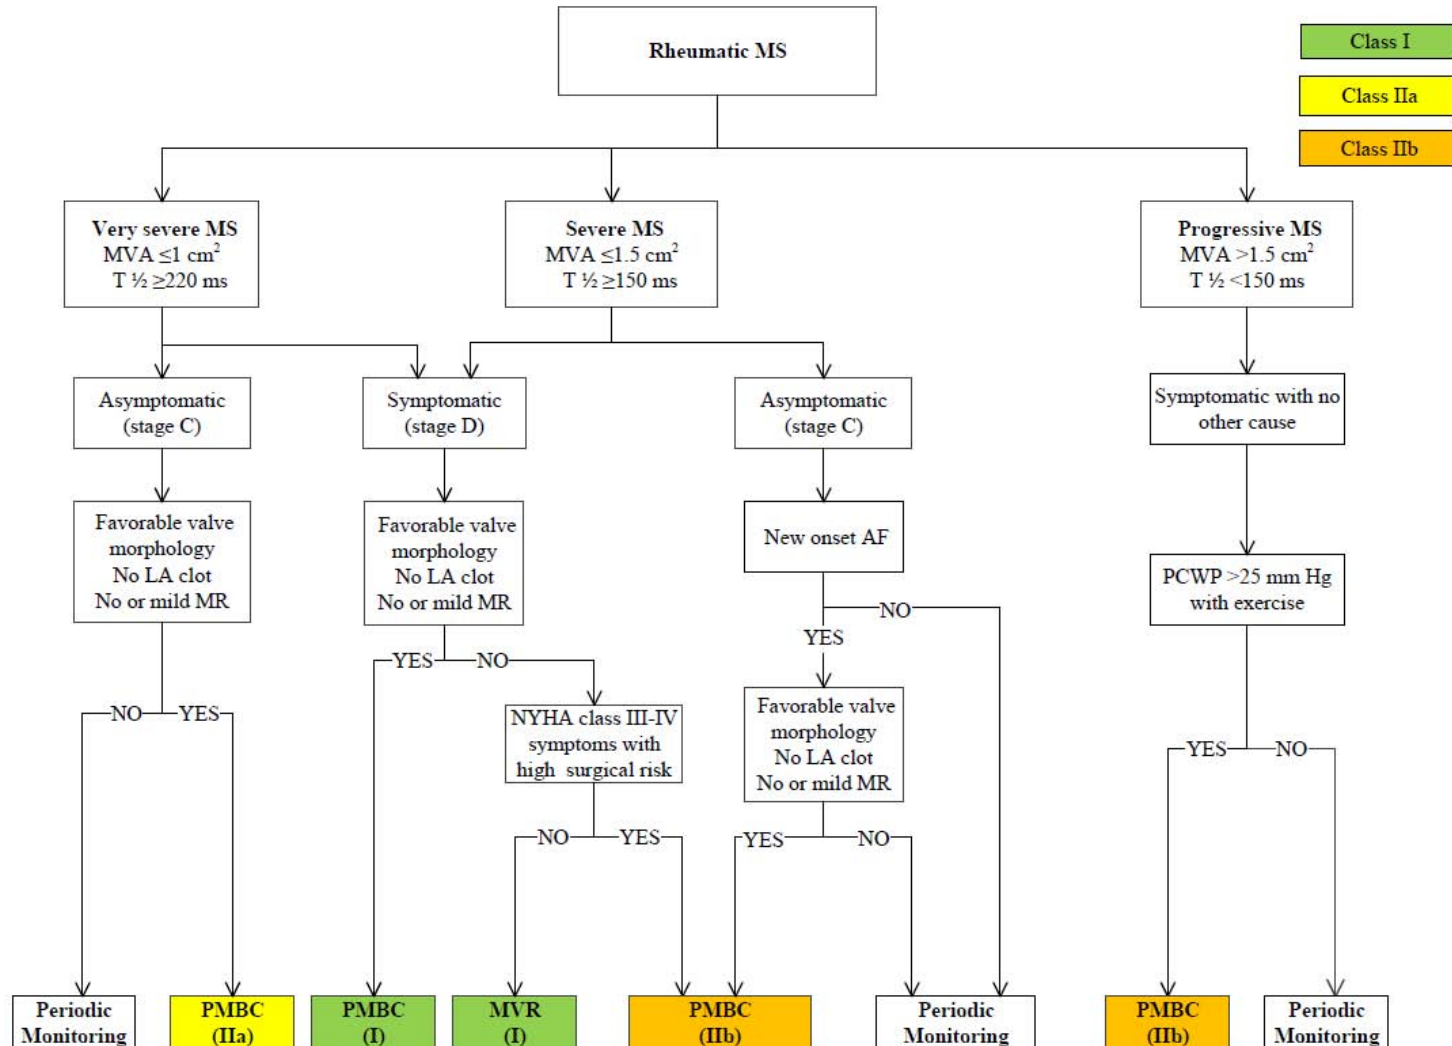 Rheumatic MS
Class I
Class IIa
Class IIb
Very severe MS
MVA ≤1 cm²
T ½ ≥220 ms
Severe MS
MVA ≤1.5 cm²
T ½ ≥150 ms
Progressive MS
MVA >1.5 cm²
T ½ <150 ms
Asymptomatic
(stage C)
Symptomatic
(stage D)
Asymptomatic
(stage C)
Symptomatic with no
other cause
Favorable valve
morphology
No LA clot
No or mild MR
Favorable valve
morphology
No LA clot
No or mild MR
New onset AF
PCWP >25 mm Hg
with exercise
NO
YES
YES
NO
NYHA class III-IV
symptoms with
high surgical risk
Favorable valve
morphology
No LA clot
No or mild MR
NO
YES
YES
NO
NO
YES
YES
NO
Periodic
Monitoring
PMBC
(IIa)
PMBC
(I)
MVR
(I)
PMBC
(IIb)
Periodic
Monitoring
PMBC
(IIb)
Periodic
Monitoring